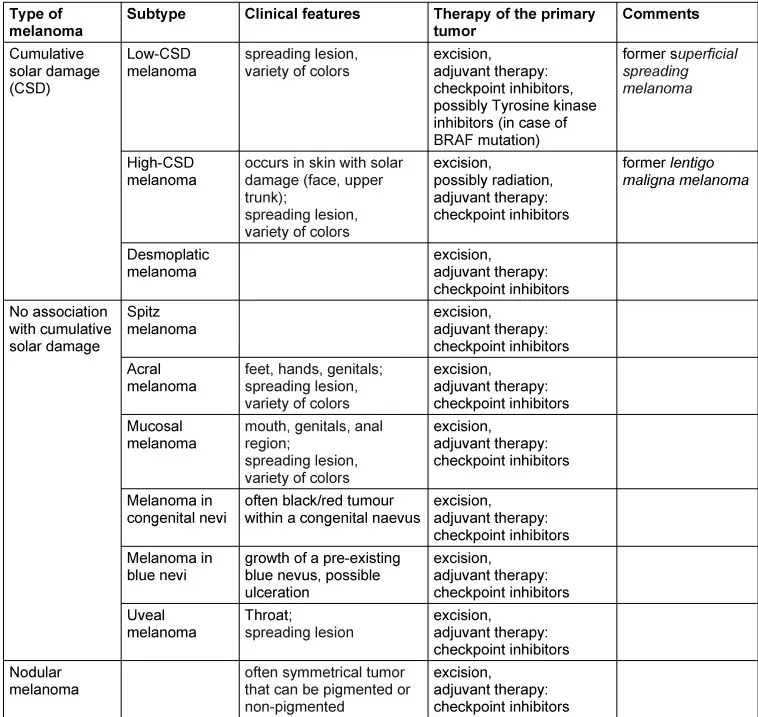 Type of melanoma | Subtype | Clinical features | Therapy of the primary tumor | Comments
Cumulative solar damage (CSD) | Low-CSD melanoma | spreading lesion, variety of colors | excision, adjuvant therapy: checkpoint inhibitors, possibly Tyrosine kinase inhibitors (in case of BRAF mutation) | former superficial spreading melanoma
High-CSD melanoma | occurs in skin with solar damage (face, upper trunk); spreading lesion, variety of colors | excision, possibly radiation, adjuvant therapy: checkpoint inhibitors | former lentigo maligna melanoma
Desmoplatic melanoma | excision, adjuvant therapy: checkpoint inhibitors
No association with cumulative solar damage | Spitz melanoma | excision, adjuvant therapy: checkpoint inhibitors
Acral melanoma | feet, hands, genitals; spreading lesion, variety of colors | excision, adjuvant therapy: checkpoint inhibitors
Mucosal melanoma | mouth, genitals, anal region; spreading lesion, variety of colors | excision, adjuvant therapy: checkpoint inhibitors
Melanoma in congenital nevi | often black/red tumour within a congenital naevus | excision, adjuvant therapy: checkpoint inhibitors
Melanoma in blue nevi | growth of a pre-existing blue nevus, possible ulceration | excision, adjuvant therapy: checkpoint inhibitors
Uveal melanoma | Throat; spreading lesion | excision, adjuvant therapy: checkpoint inhibitors
Nodular melanoma | often symmetrical tumor that can be pigmented or non-pigmented | excision, adjuvant therapy: checkpoint inhibitors